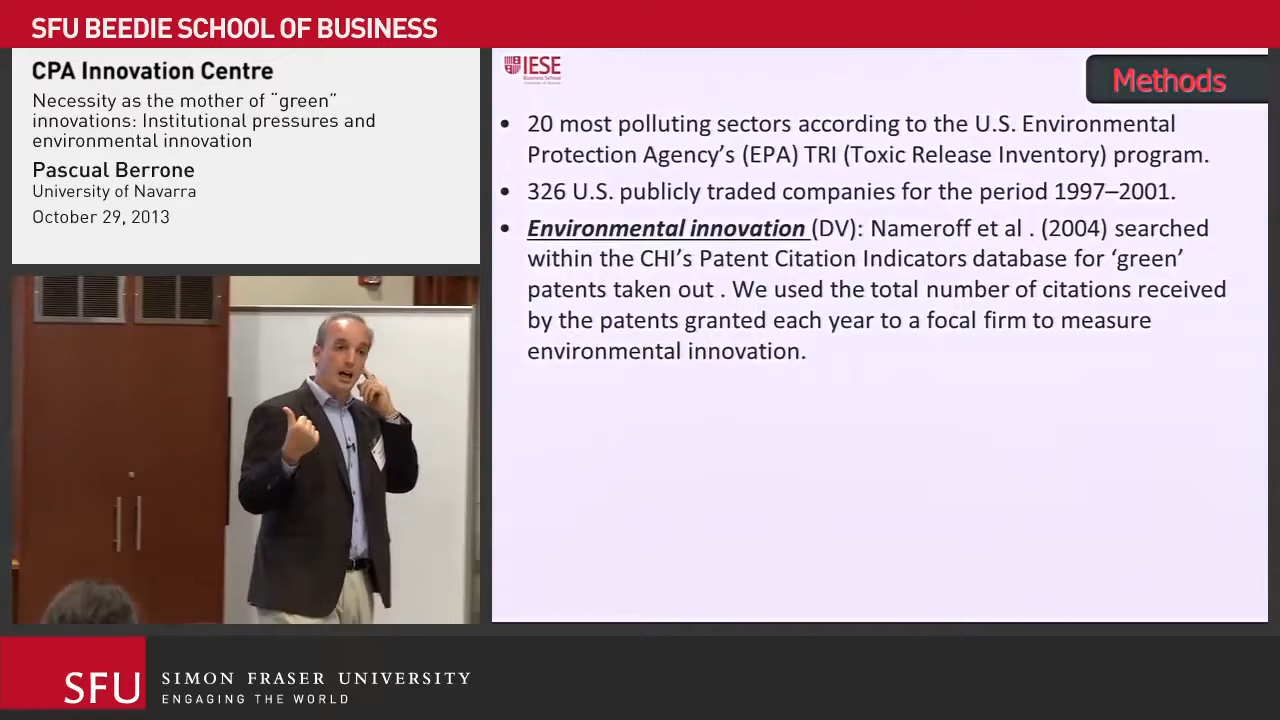 SFU BEEDIE SCHOOL OF BUSINESS
CPA Innovation Centre
Necessity as the mother of “green”
innovations: Institutional pressures and
environmental innovation
Pascual Berrone
University of Navarra
October 29, 2013
IESE
Business School
Methods
• 20 most polluting sectors according to the U.S. Environmental
Protection Agency’s (EPA) TRI (Toxic Release Inventory) program.
• 326 U.S. publicly traded companies for the period 1997–2001.
• Environmental innovation (DV): Nameroff et al . (2004) searched
within the CHI’s Patent Citation Indicators database for ‘green’
patents taken out . We used the total number of citations received
by the patents granted each year to a focal firm to measure
environmental innovation.
SFU
SIMON FRASER UNIVERSITY
ENGAGING THE WORLD